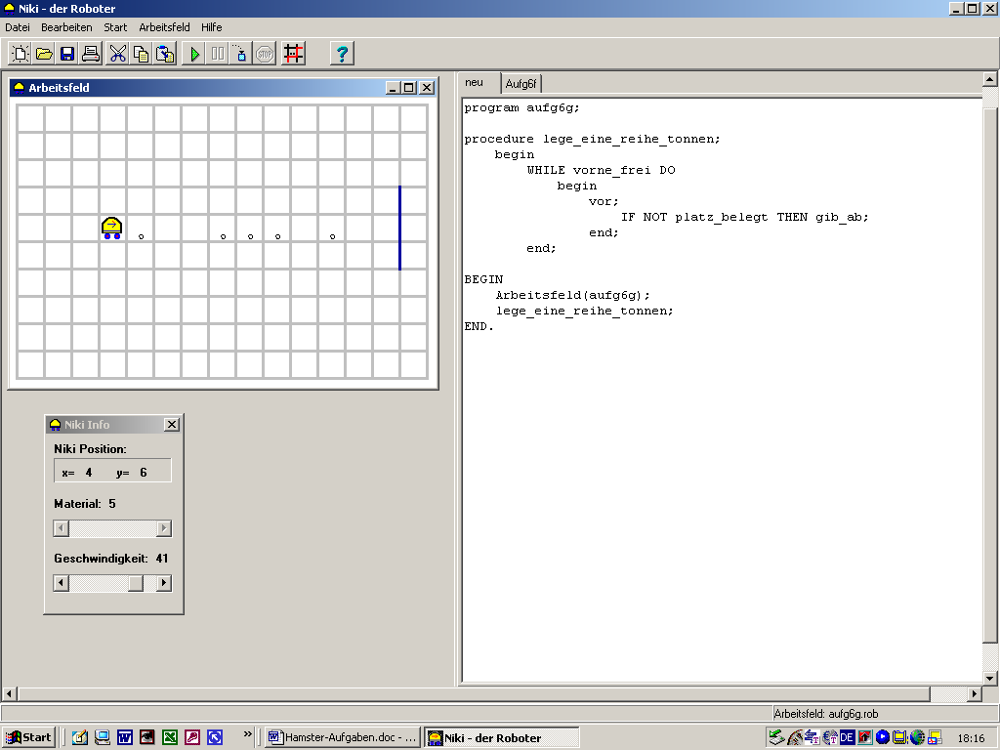 Niki - der Roboter
Datei Bearbeiten Start Arbeitsfeld Hilfe
STOP
?
Arbeitsfeld
neu Aufg6f
program aufg6g;
procedure lege_eine_reihe_tonnen;
begin
WHILE vorne_frei DO
begin
vor;
IF NOT platz_belegt THEN gib_ab;
end;
end;
BEGIN
Arbeitsfeld(aufg6g);
lege_eine_reihe_tonnen;
END.
Niki Info
Niki Position:
x= 4 y= 6
Material: 5
Geschwindigkeit: 41
Arbeitsfeld: aufg6g.rob
Start
»
Hamster-Aufgaben.doc - ...
Niki - der Roboter
DE
18:16